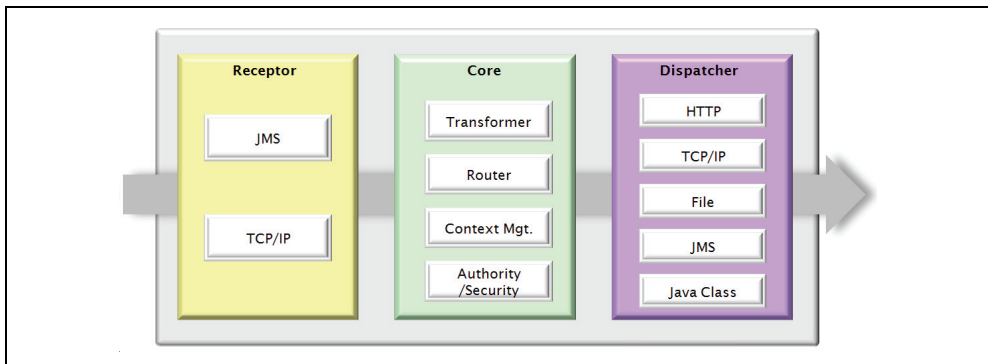 Receptor
JMS
TCP/IP
Core
Transformer
Router
Context Mgt.
Authority
/Security
Dispatcher
HTTP
TCP/IP
File
JMS
Java Class